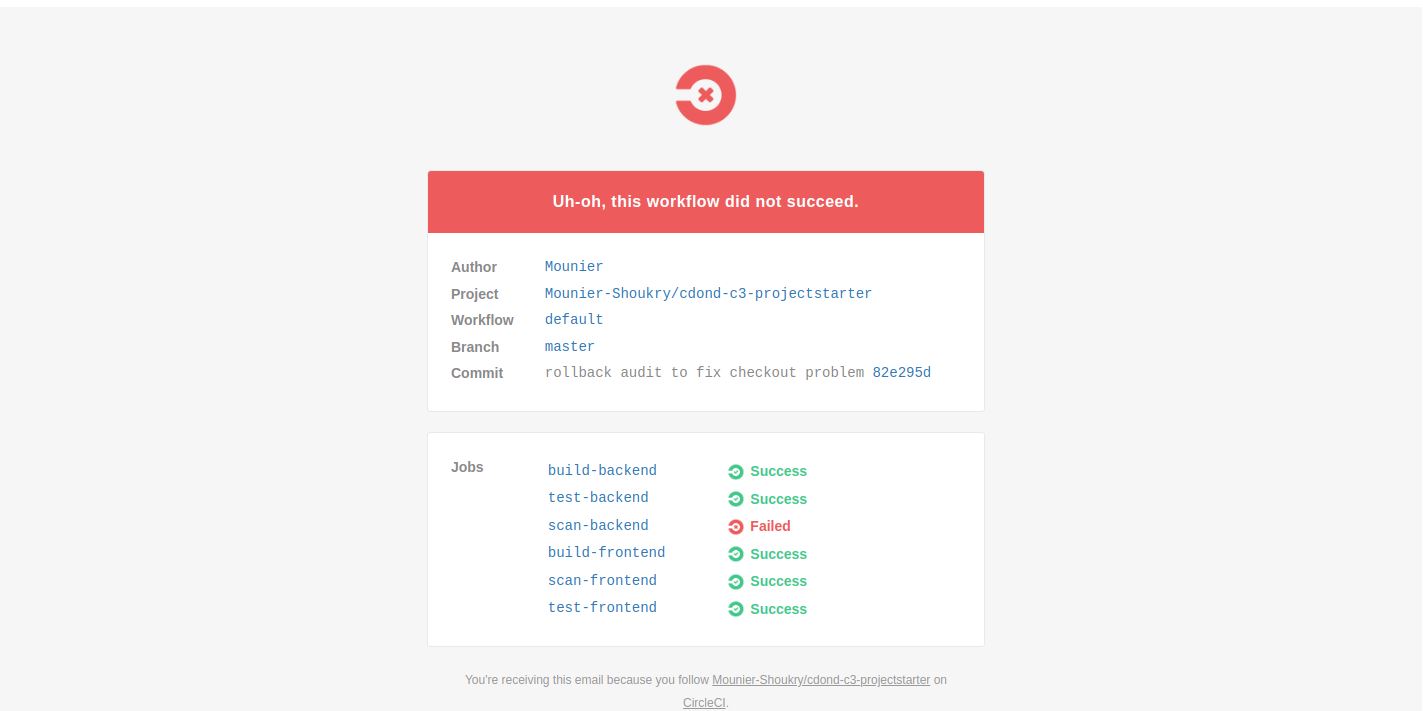 Uh-oh, this workflow did not succeed.
Author Mounier
Project Mounier-Shoukry/cdond-c3-projectstarter
Workflow default
Branch master
Commit rollback audit to fix checkout problem 82e295d
Jobs build-backend Success
test-backend Success
scan-backend Failed
build-frontend Success
scan-frontend Success
test-frontend Success
You're receiving this email because you follow Mounier-Shoukry/cdond-c3-projectstarter on
CircleCI.